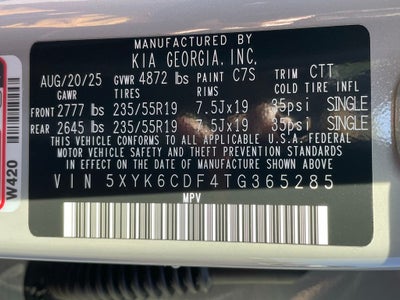 MANUFACTURED BY
KIA GEORGIA, INC.
AUG/20/25 GVWR 4872 lbs PAINT C7S TRIM CTT
GAWR TIRES RIMS COLD TIRE INFL
FRONT 2777 lbs 235/55R19 7.5Jx19 35psi SINGLE
REAR 2645 lbs 235/55R19 7.5Jx19 35psi SINGLE
THIS VEHICLE CONFORMS TO ALL APPLICABLE U.S.A. FEDERAL
MOTOR VEHICLE SAFETY AND THEFT PREVENTION STANDARDS
IN EFFECT ON THE DATE OF MANUFACTURE SHOWN ABOVE.
VIN 5XYK6CDF4TG365285
MPV
W420